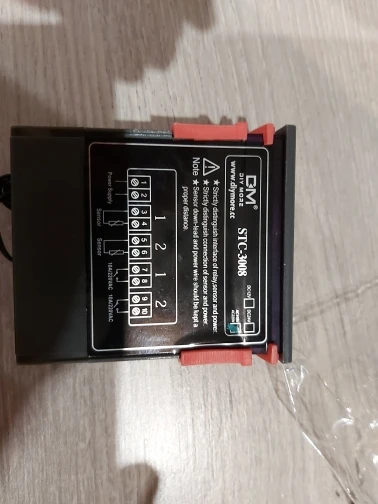 DM®
DIY MORE
www.diymore.cc
STC-3008
DC12V
DC24V
Note
★ Strictly distinguish interface of relay,sensor and power.
★ Strictly distinguish connection of sensor and power.
★ Sensor down-lead and power wire should be kept a
proper distance.
1 2 1 2
1 2 3 4 5 6 7 8 9 10
Power Supply
Sensor
Sensor
10A/220VAC
10A/220VAC